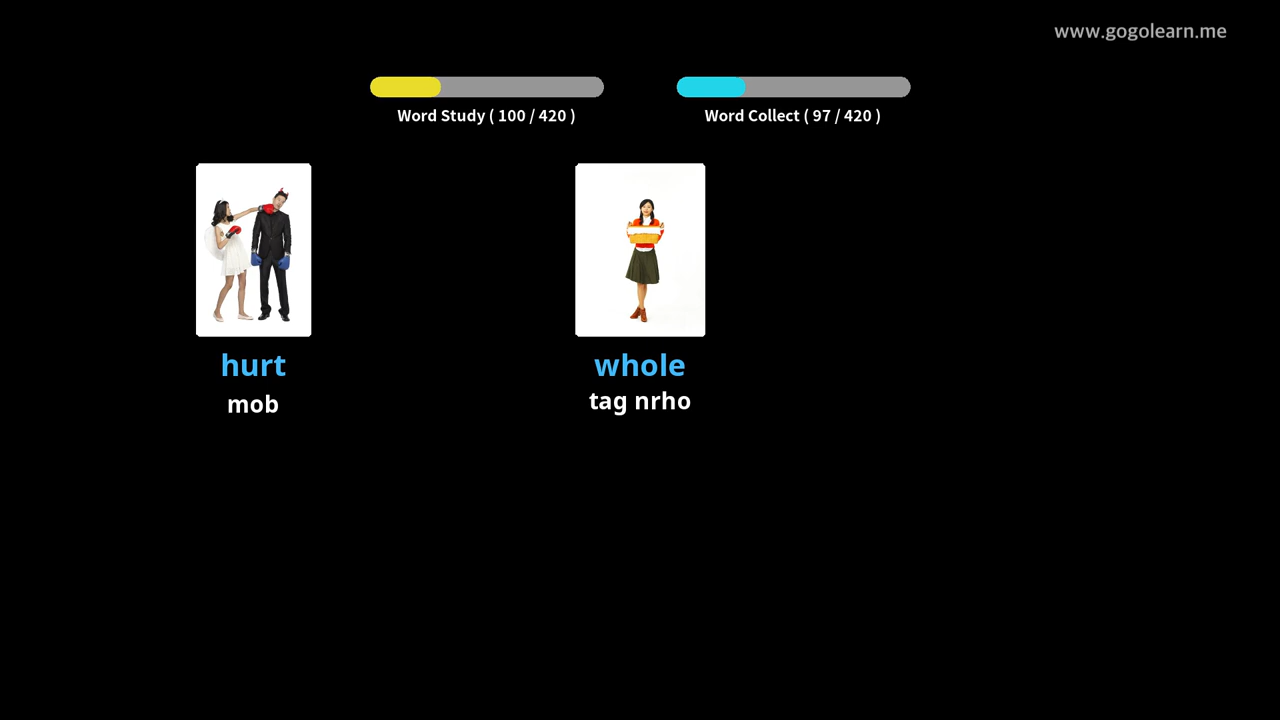 www.gogolearn.me
Word Study ( 100 / 420 )
Word Collect ( 97 / 420 )
hurt
mob
whole
tag nrho